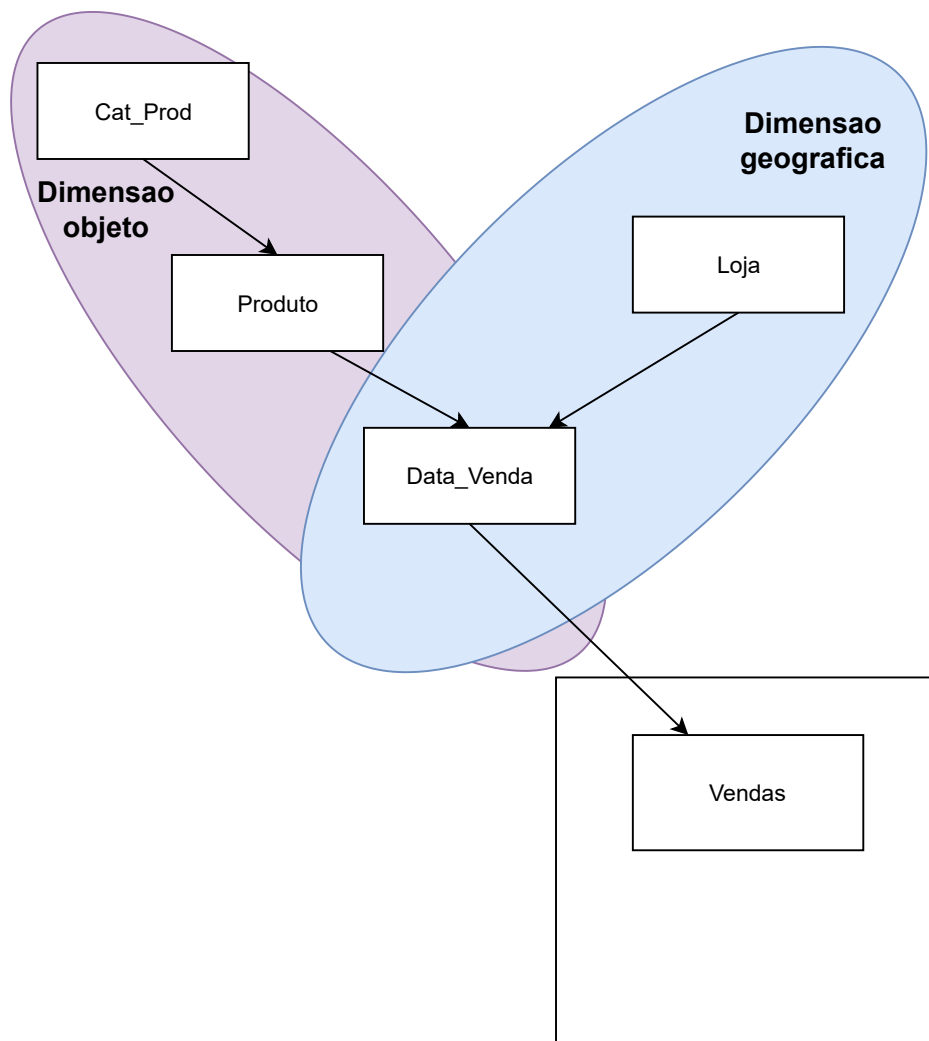 Cat_Prod
Dimensao
geografica
Dimensao
objeto
Loja
Produto
Data_Venda
Vendas